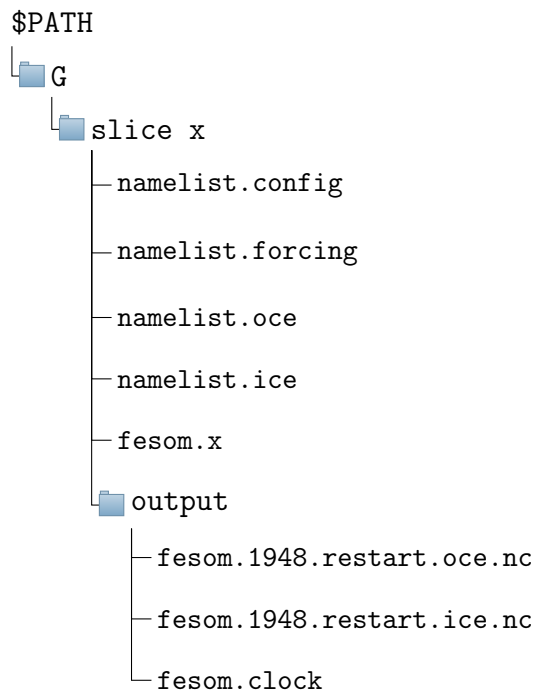 $PATH
G
slice x
namelist.config
namelist.forcing
namelist.oce
namelist.ice
fesom.x
output
fesom.1948.restart.oce.nc
fesom.1948.restart.ice.nc
fesom.clock